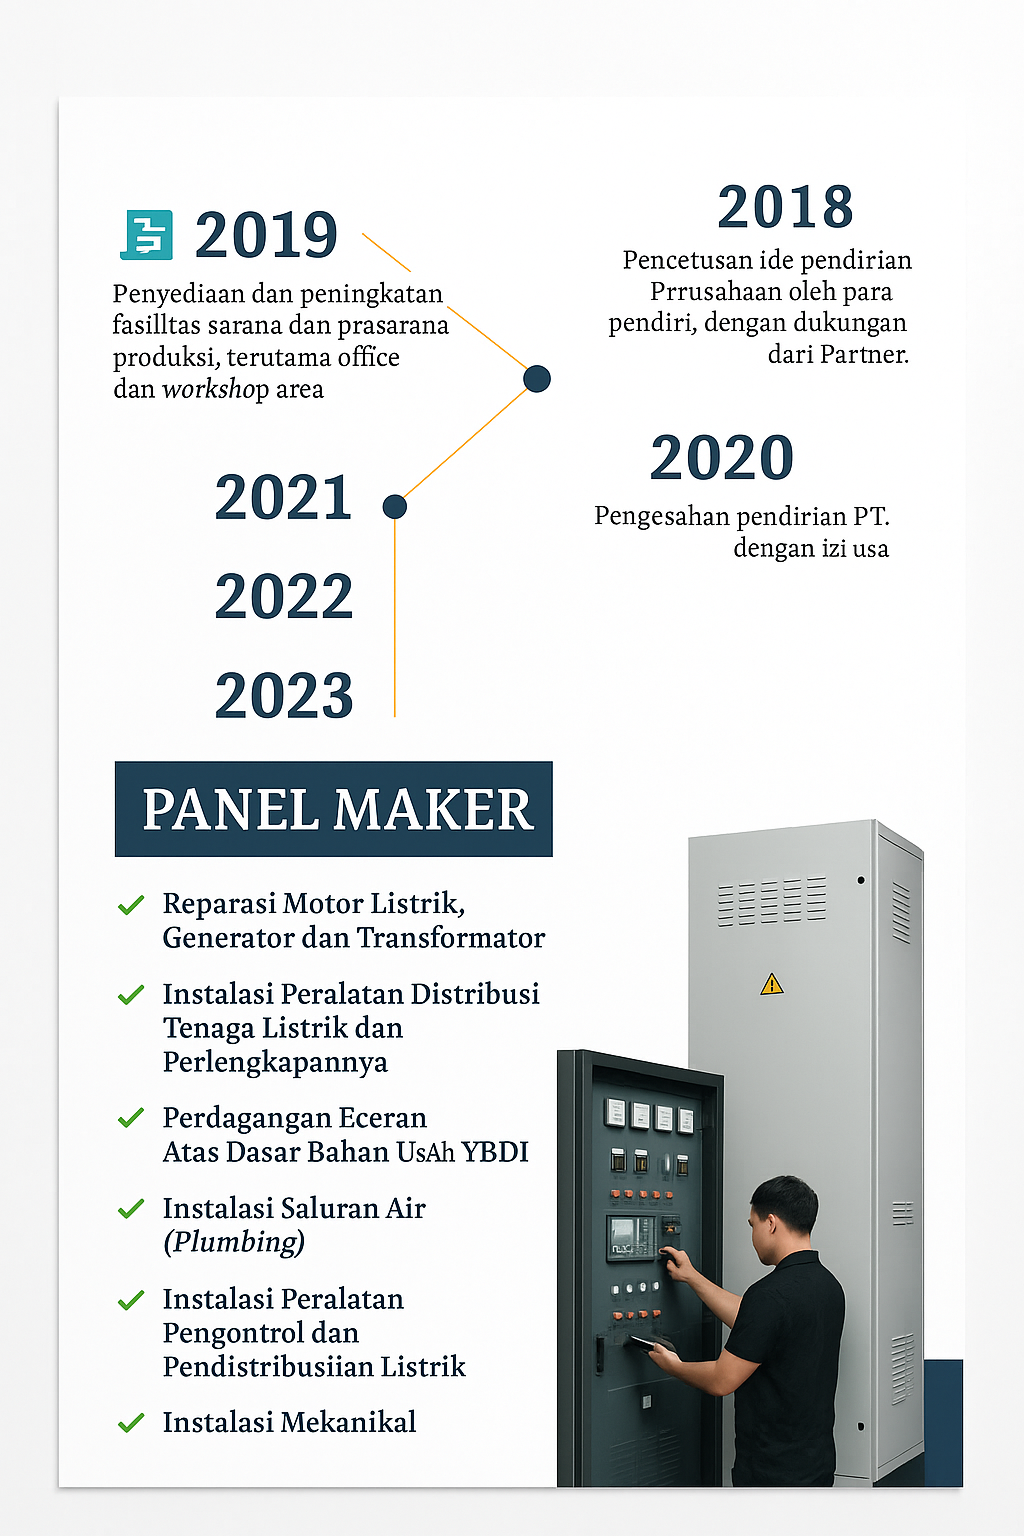 2019
Penyediaan dan peningkatan
fasilltas sarana dan prasarana
produksi, terutama office
dan workshop area
2018
Pencetusan ide pendirian
Prrusahaan oleh para
pendiri, dengan dukungan
dari Partner.
2020
Pengesahan pendirian PT.
dengan izi usa
2021
2022
2023
PANEL MAKER
Reparasi Motor Listrik,
Generator dan Transformator
Instalasi Peralatan Distribusi
Tenaga Listrik dan
Perlengkapannya
Perdagangan Eceran
Atas Dasar Bahan UsAh YBDI
Instalasi Saluran Air
(Plumbing)
Instalasi Peralatan
Pengontrol dan
Pendistribusiian Listrik
Instalasi Mekanikal